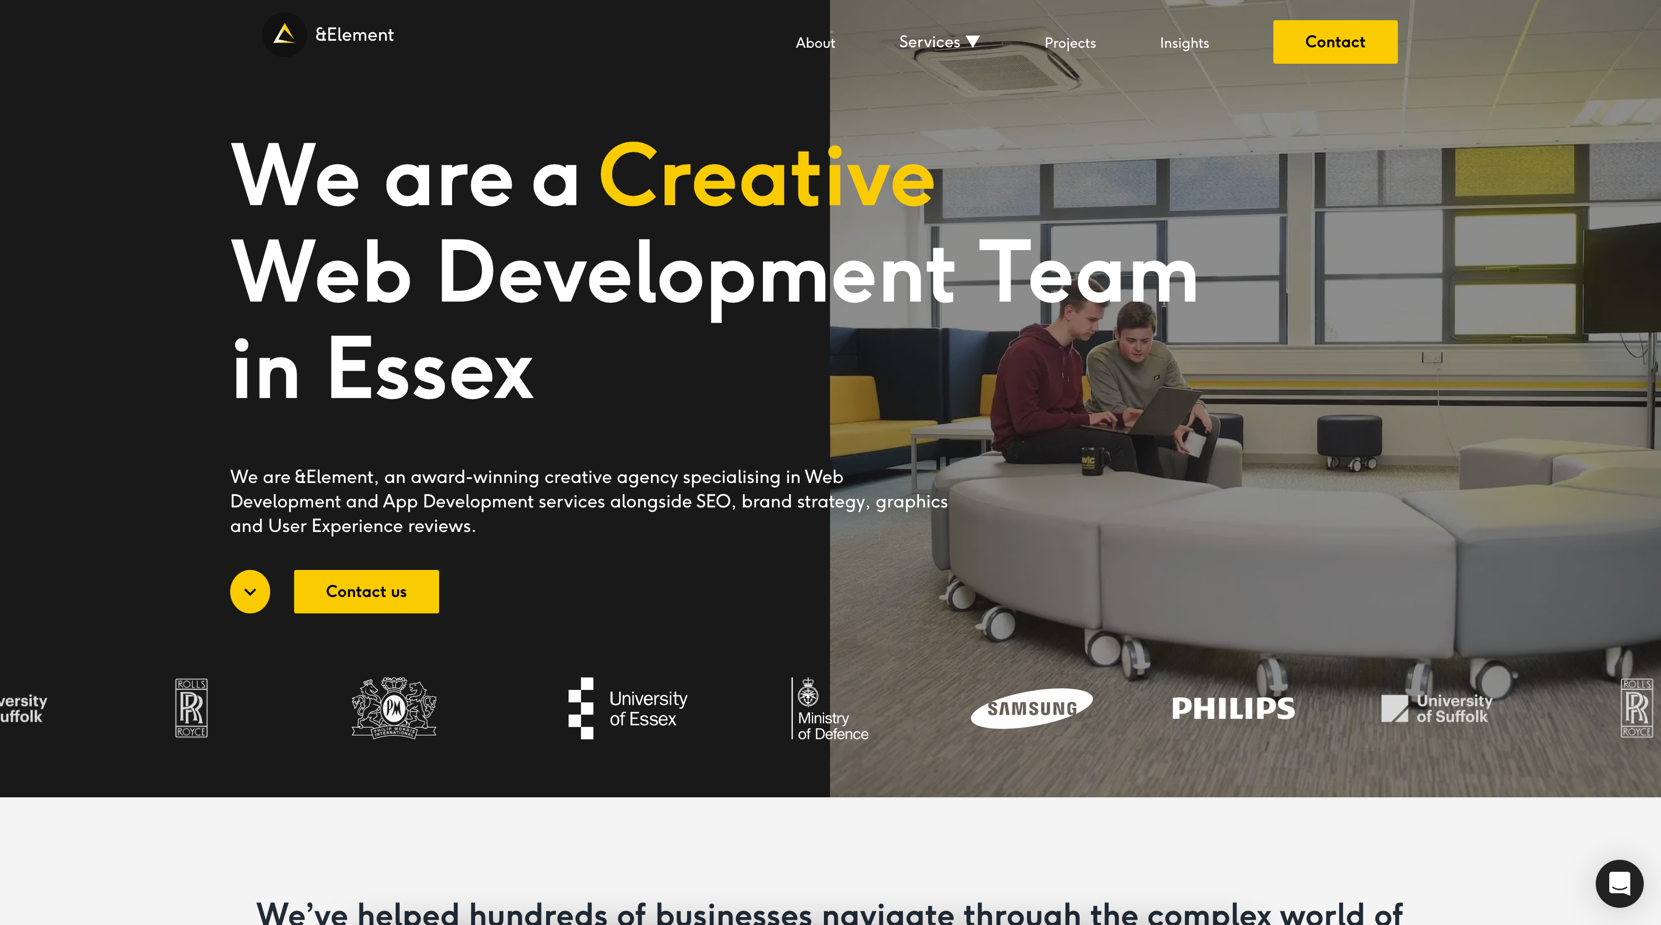 &Element
About
Services ▼
Projects
Insights
Contact
We are a Creative
Web Development Team
in Essex
We are &Element, an award-winning creative agency specialising in Web
Development and App Development services alongside SEO, brand strategy, graphics
and User Experience reviews.
Contact us
versity
uffolk
ROLLS
RR
ROYCE
PM
PHILIP MORRIS
INTERNATIONAL
University
of Essex
Ministry
of Defence
SAMSUNG
PHILIPS
University
of Suffolk
ROLLS
RR
ROYCE
We’ve helped hundreds of businesses navigate through the complex world of